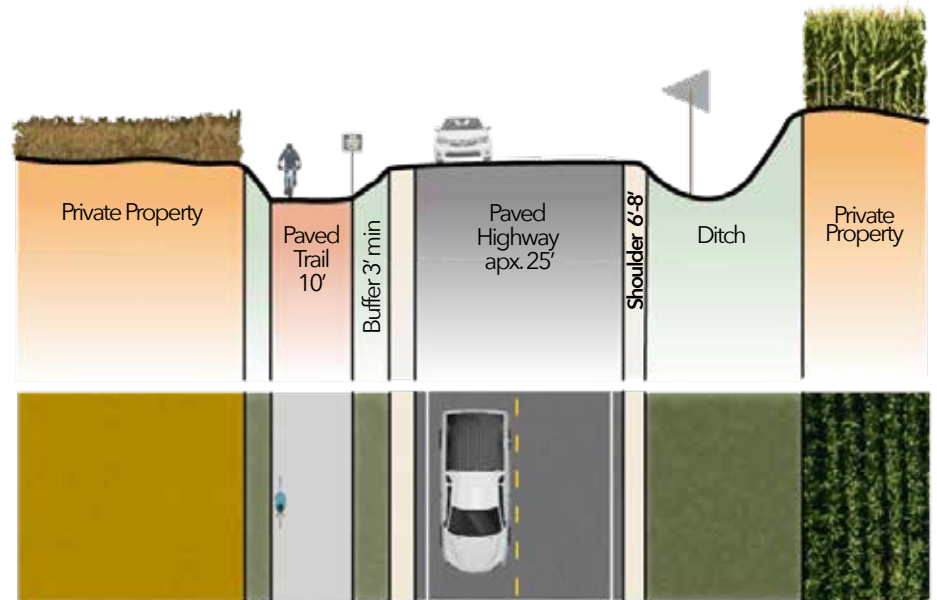 Private Property
Paved
Trail
10’
Buffer 3’ min
Paved
Highway
apx. 25’
Shoulder 6’-8’
Ditch
Private
Property